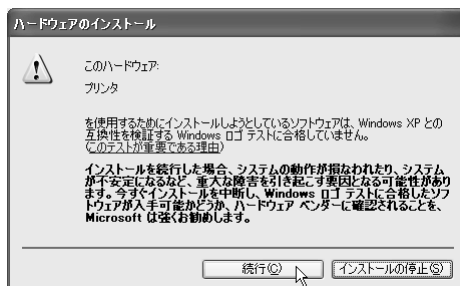 ハードウェアのインストール
このハードウェア:
プリンタ
を使用するためにインストールしようとしているソフトウェアは、Windows XP との
互換性を検証する Windows ロゴ テストに合格していません。
(このテストが重要である理由)
インストールを続行した場合、システムの動作が損なわれたり、システム
が不安定になるなど、重大な障害を引き起こす要因となる可能性があり
ます。今すぐインストールを中断し、Windows ロゴ テストに合格したソフ
トウェアが入手可能かどうか、ハードウェア ベンダーに確認されることを、
Microsoft は強くお勧めします。
続行(C) インストールの停止(S)